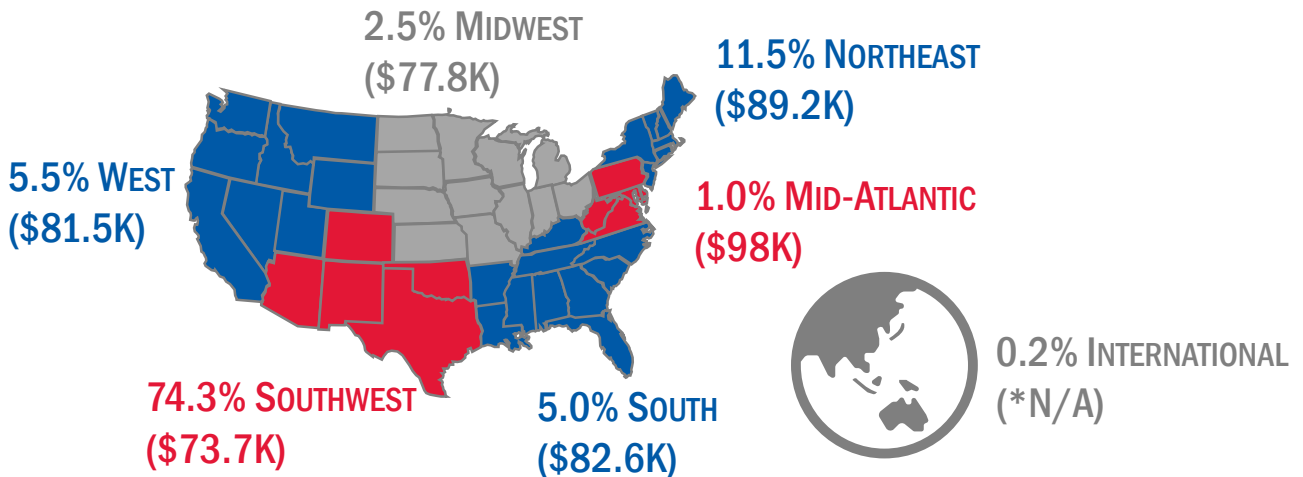 2.5% Midwest
($77.8K)
11.5% Northeast
($89.2K)
5.5% West
($81.5K)
1.0% Mid-Atlantic
($98K)
0.2% International
(*N/A)
74.3% Southwest
($73.7K)
5.0% South
($82.6K)